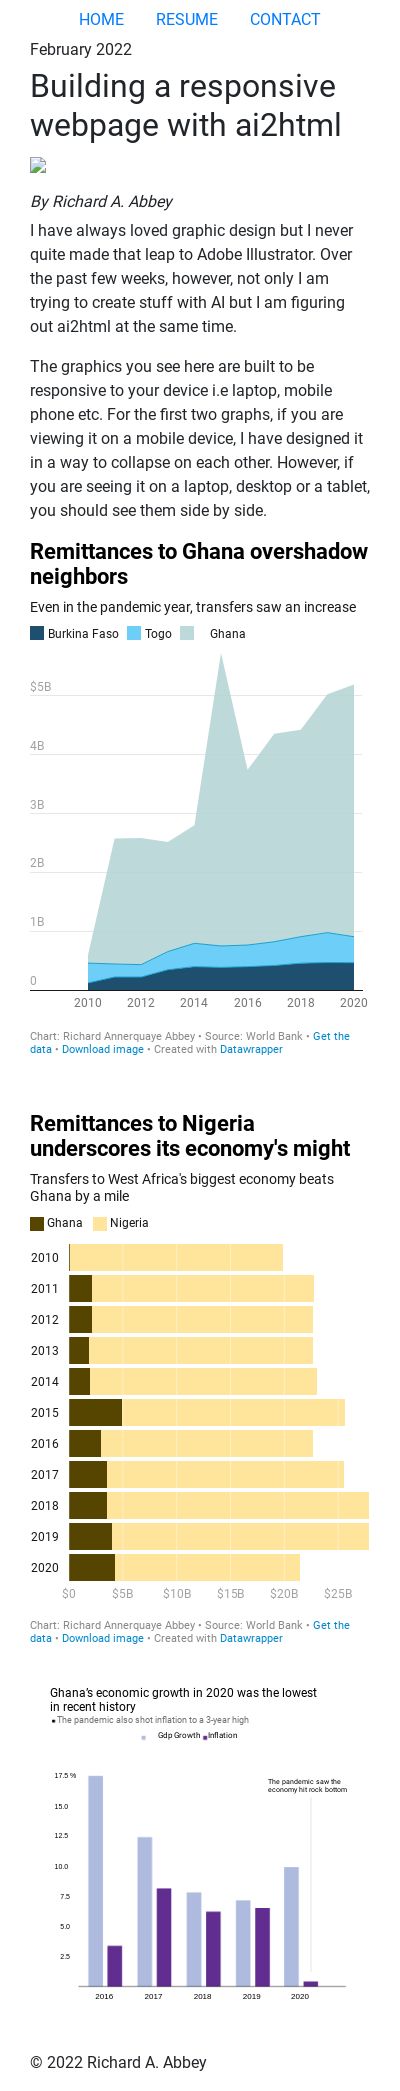 HOME RESUME CONTACT
February 2022
Building a responsive
webpage with ai2html
By Richard A. Abbey
I have always loved graphic design but I never
quite made that leap to Adobe Illustrator. Over
the past few weeks, however, not only I am
trying to create stuff with AI but I am figuring
out ai2html at the same time.
The graphics you see here are built to be
responsive to your device i.e laptop, mobile
phone etc. For the first two graphs, if you are
viewing it on a mobile device, I have designed it
in a way to collapse on each other. However, if
you are seeing it on a laptop, desktop or a tablet,
you should see them side by side.
Remittances to Ghana overshadow
neighbors
Even in the pandemic year, transfers saw an increase
Burkina Faso Togo Ghana
$5B
4B
3B
2B
1B
0
2010 2012 2014 2016 2018 2020
Chart: Richard Annerquaye Abbey • Source: World Bank • Get the
data • Download image • Created with Datawrapper
Remittances to Nigeria
underscores its economy's might
Transfers to West Africa's biggest economy beats
Ghana by a mile
Ghana Nigeria
2010
2011
2012
2013
2014
2015
2016
2017
2018
2019
2020
$0 $5B $10B $15B $20B $25B
Chart: Richard Annerquaye Abbey • Source: World Bank • Get the
data • Download image • Created with Datawrapper
Ghana’s economic growth in 2020 was the lowest
in recent history
The pandemic also shot inflation to a 3-year high
Gdp Growth Inflation
17.5 %
The pandemic saw the
economy hit rock bottom
15.0
12.5
10.0
7.5
5.0
2.5
2016 2017 2018 2019 2020
© 2022 Richard A. Abbey